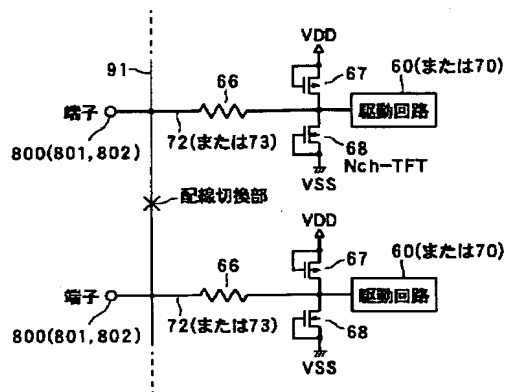 VDD
91
66
67
60(または70)
端子
駆動回路
800(801,802)
72(または73)
68
Nch-TFT
VSS
配線切換部
VDD
66
67
60(または70)
端子
駆動回路
800(801,802)
72(または73)
68
VSS